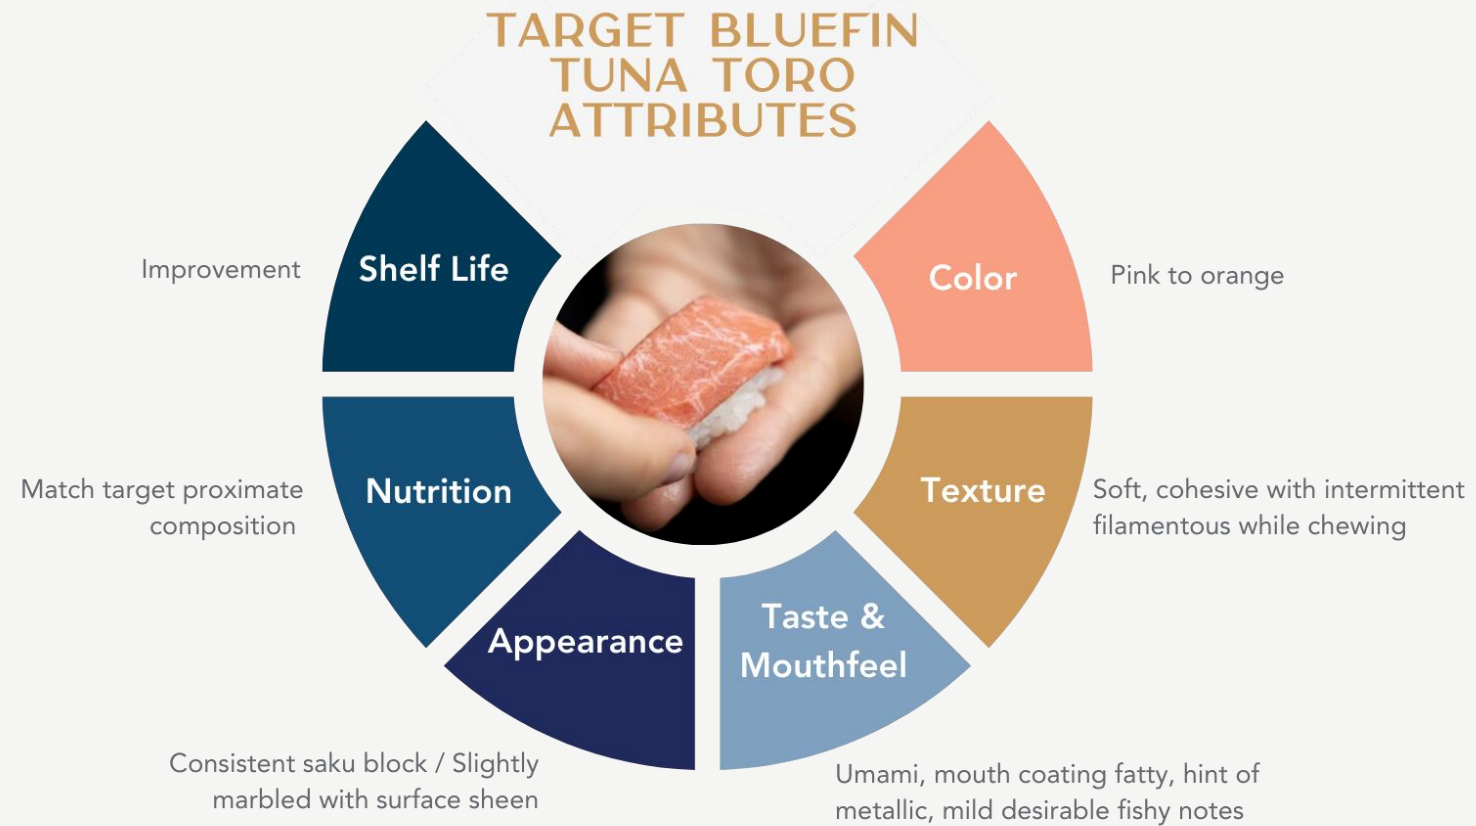 TARGET BLUEFIN
TUNA TORO
ATTRIBUTES
Shelf Life
Improvement
Color
Pink to orange
Nutrition
Match target proximate
composition
Texture
Soft, cohesive with intermittent
filamentous while chewing
Appearance
Consistent saku block / Slightly
marbled with surface sheen
Taste &
Mouthfeel
Umami, mouth coating fatty, hint of
metallic, mild desirable fishy notes